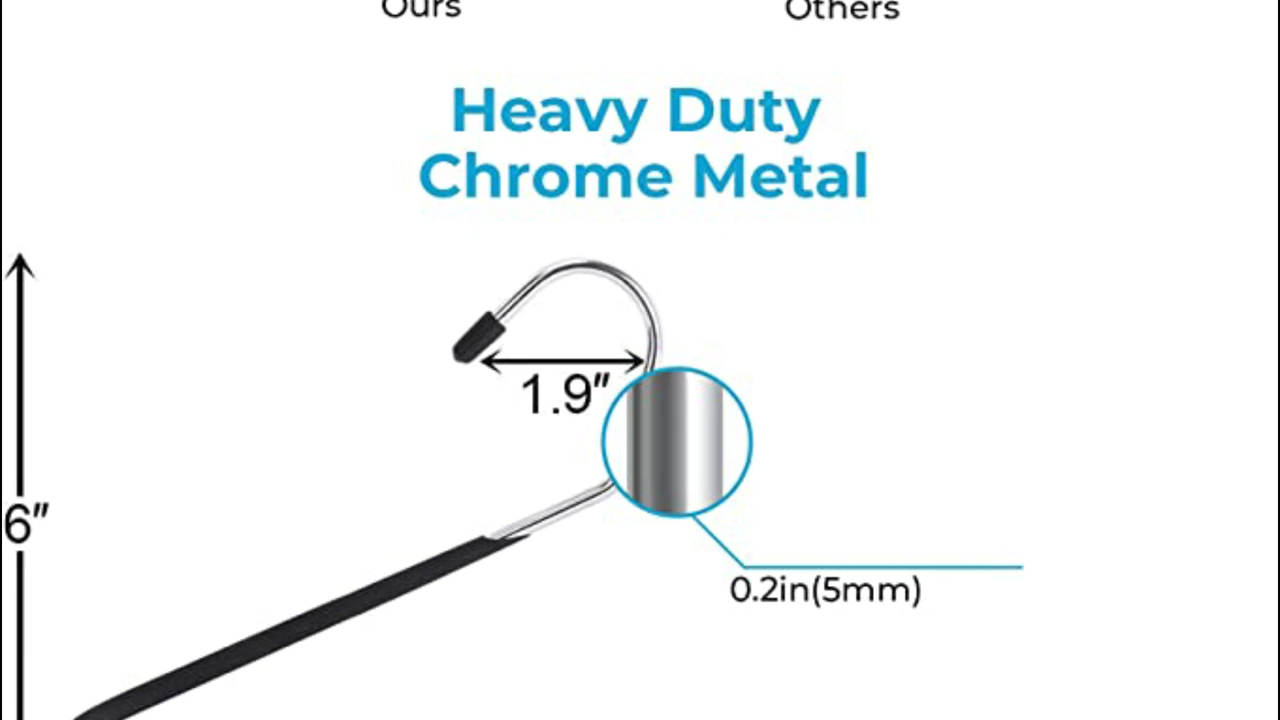 Ours
Others
Heavy Duty
Chrome Metal
1.9"
6"
0.2in(5mm)